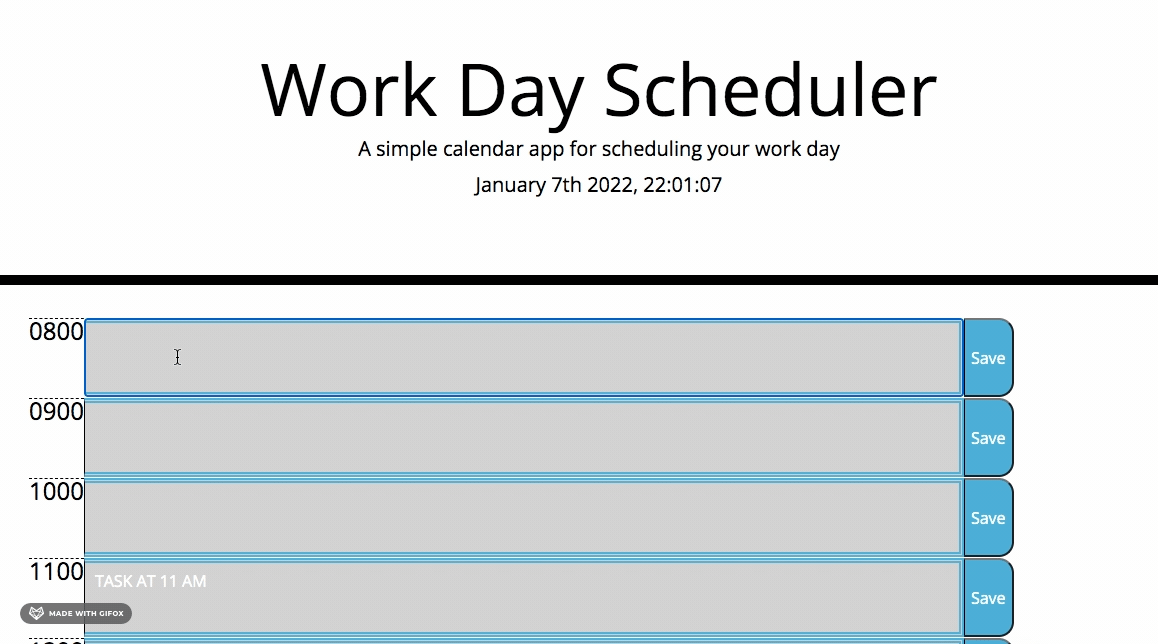 Work Day Scheduler
A simple calendar app for scheduling your work day
January 7th 2022, 22:01:07
0800
Save
0900
Save
1000
Save
1100
TASK AT 11 AM
Save
MADE WITH GIFOX